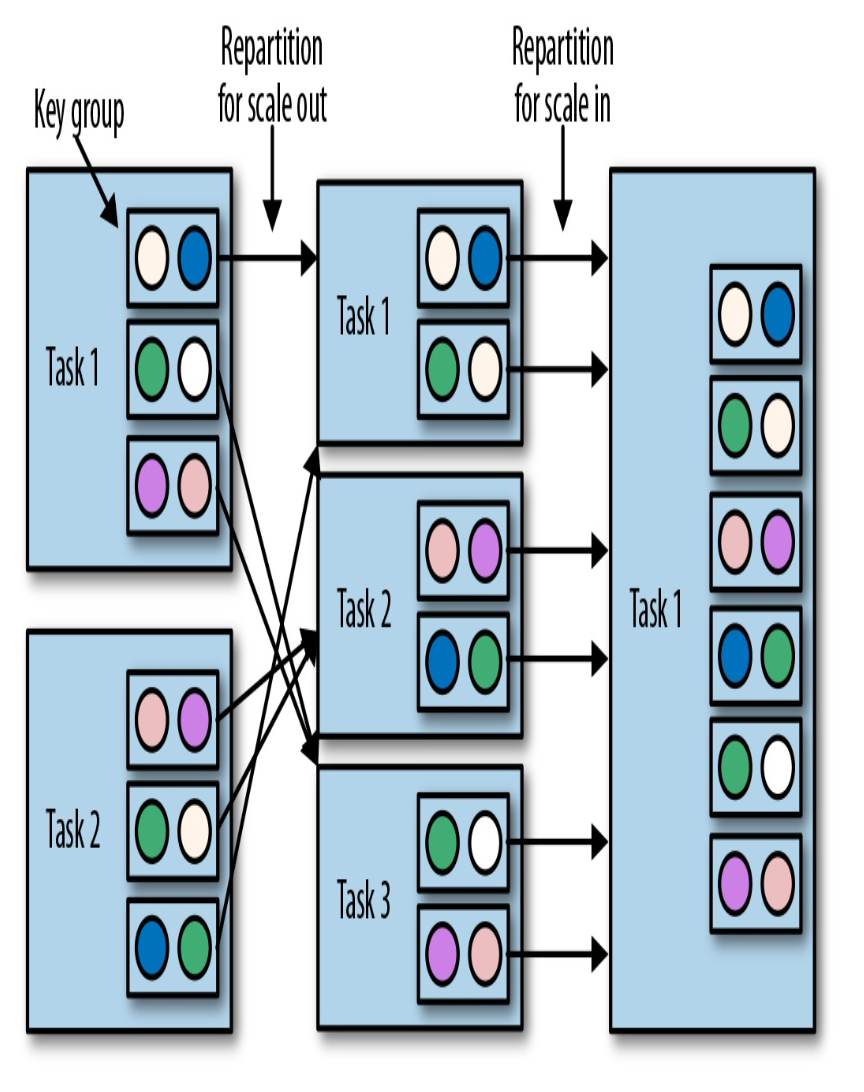 Repartition
for scale out
Repartition
for scale in
Key group
Task 1
Task 2
Task 1
Task 2
Task 3
Task 1